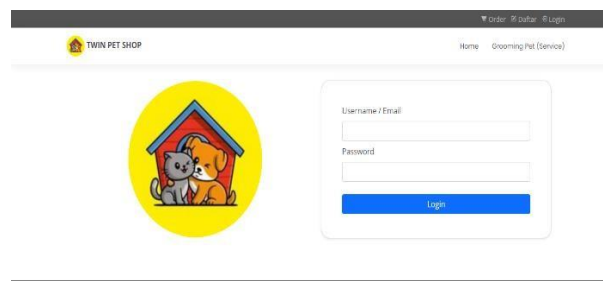 Order Daftar Login
TWIN PET SHOP
Home Grooming Pet (Service)
Username / Email
Password
Login